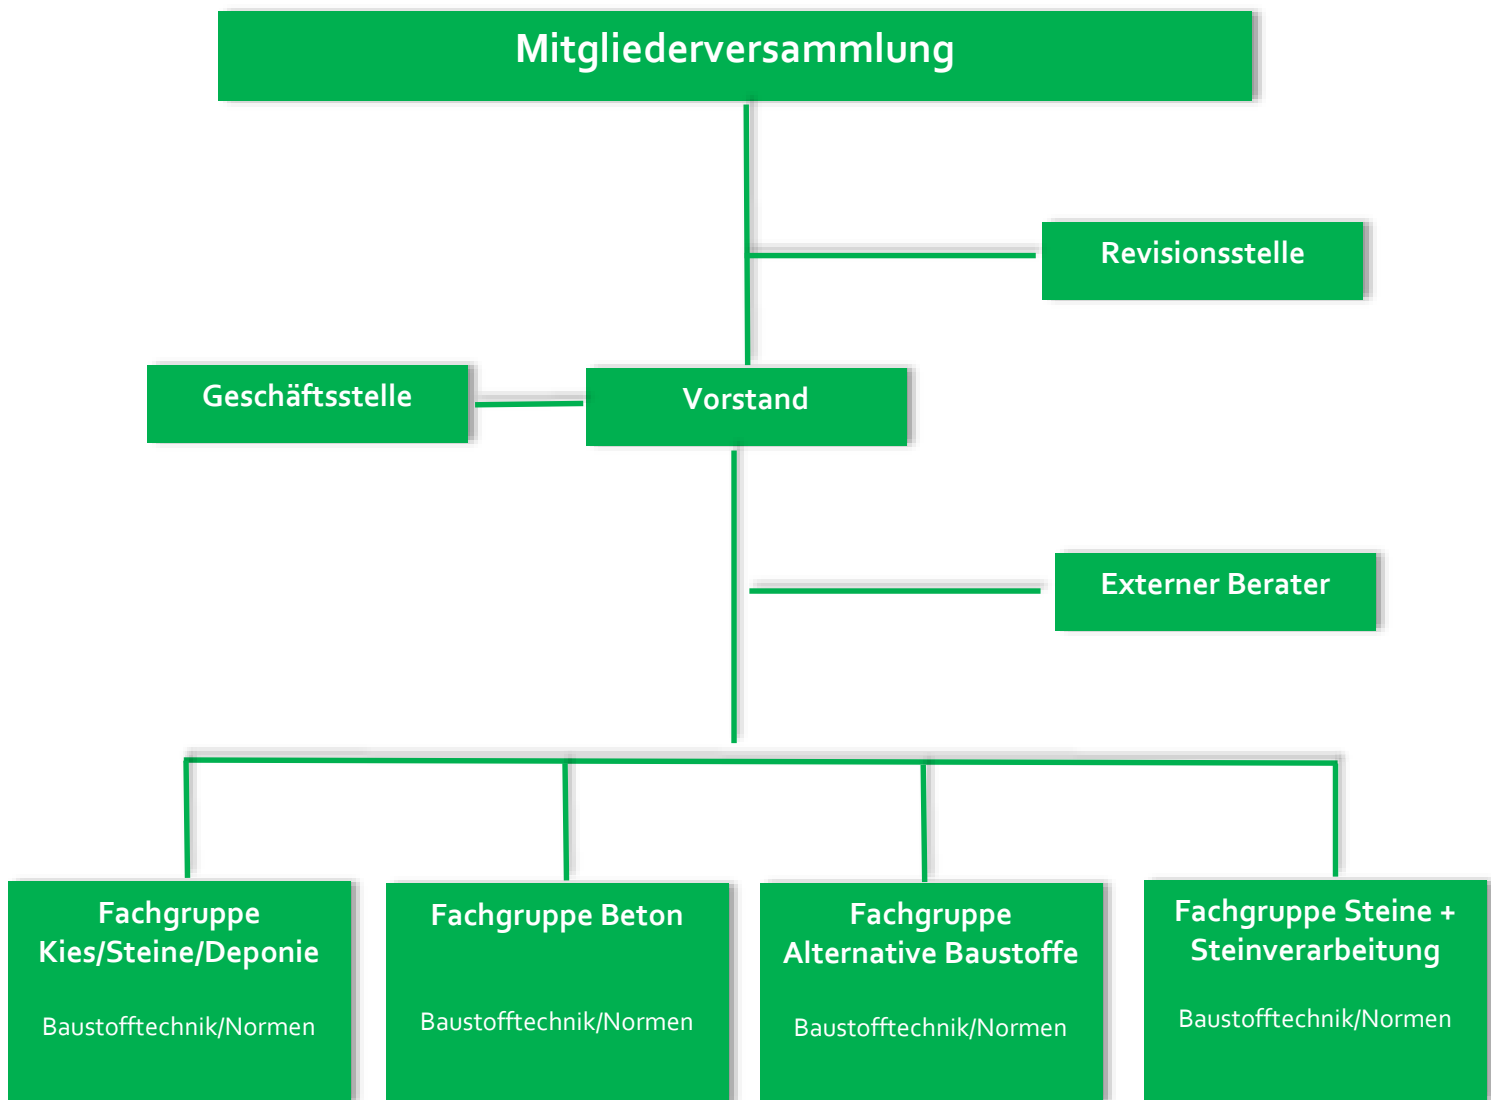 Mitgliederversammlung
Revisionsstelle
Geschäftsstelle
Vorstand
Externer Berater
Fachgruppe
Kies/Steine/Deponie
Baustofftechnik/Normen
Fachgruppe Beton
Baustofftechnik/Normen
Fachgruppe
Alternative Baustoffe
Baustofftechnik/Normen
Fachgruppe Steine +
Steinverarbeitung
Baustofftechnik/Normen